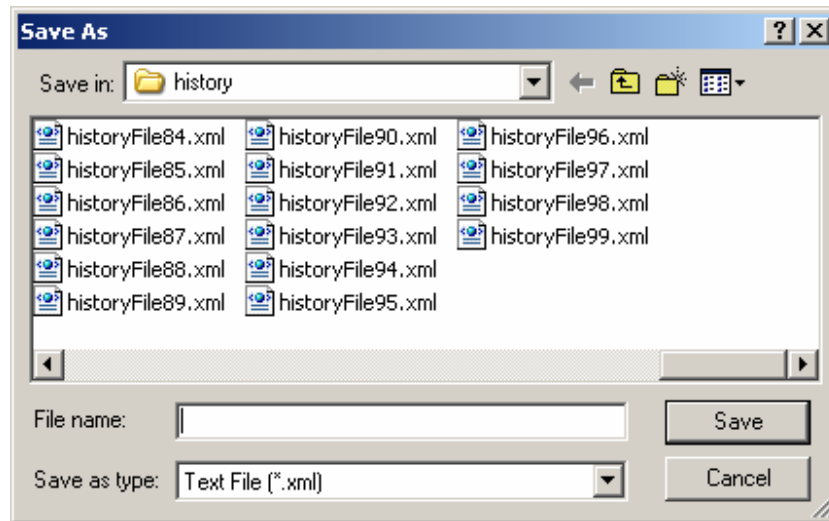 Save As
Save in: history
historyFile84.xml historyFile90.xml historyFile96.xml
historyFile85.xml historyFile91.xml historyFile97.xml
historyFile86.xml historyFile92.xml historyFile98.xml
historyFile87.xml historyFile93.xml historyFile99.xml
historyFile88.xml historyFile94.xml
historyFile89.xml historyFile95.xml
File name: Save
Save as type: Text File (*.xml) Cancel